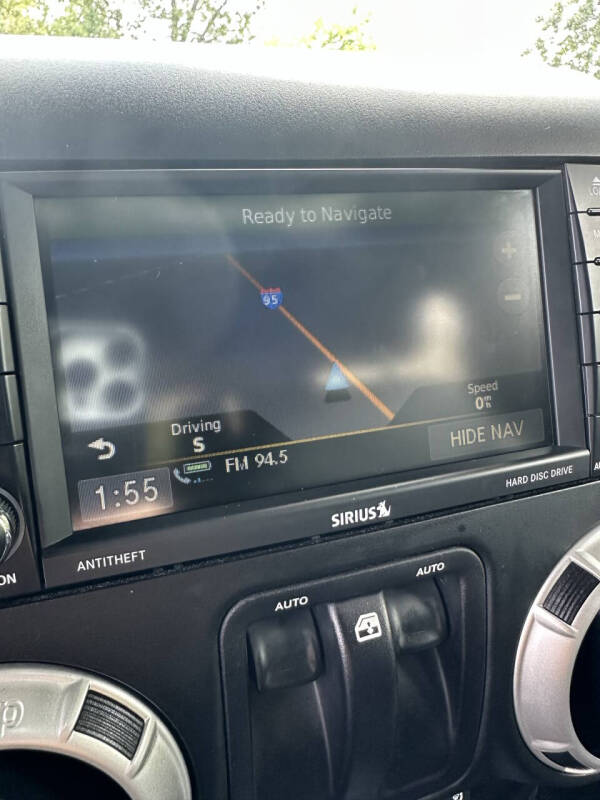 Ready to Navigate
95
+
−
Driving
S
Speed
0 mh
HIDE NAV
FM 94.5
1:55
SIRIUS
HARD DISC DRIVE
ANTITHEFT
AUTO
AUTO